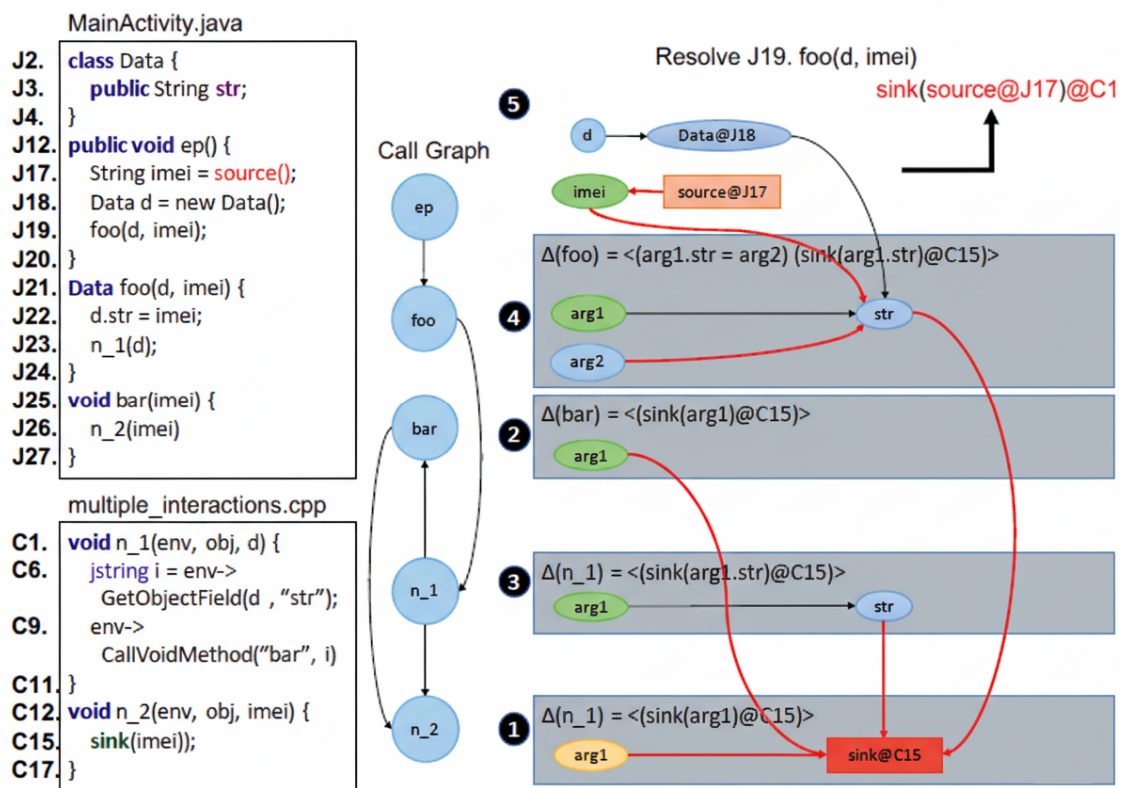 MainActivity.java
J2. class Data {
J3. public String str;
J4. }
J12. public void ep() {
J17. String imei = source();
J18. Data d = new Data();
J19. foo(d, imei);
J20. }
J21. Data foo(d, imei) {
J22. d.str = imei;
J23. n_1(d);
J24. }
J25. void bar(imei) {
J26. n_2(imei)
J27. }
multiple_interactions.cpp
C1. void n_1(env, obj, d) {
C6. jstring i = env->
GetObjectField(d , “str”);
C9. env->
CallVoidMethod(“bar”, i)
C11. }
C12. void n_2(env, obj, imei) {
C15. sink(imei));
C17. }
Call Graph
ep
foo
bar
n_1
n_2
Resolve J19. foo(d, imei)
sink(source@J17)@C1
5
d
Data@J18
imei
source@J17
4
Δ(foo) = <(arg1.str = arg2) (sink(arg1.str)@C15)>
arg1
str
arg2
2
Δ(bar) = <(sink(arg1)@C15)>
arg1
3
Δ(n_1) = <(sink(arg1.str)@C15)>
arg1
str
1
Δ(n_1) = <(sink(arg1)@C15)>
arg1
sink@C15